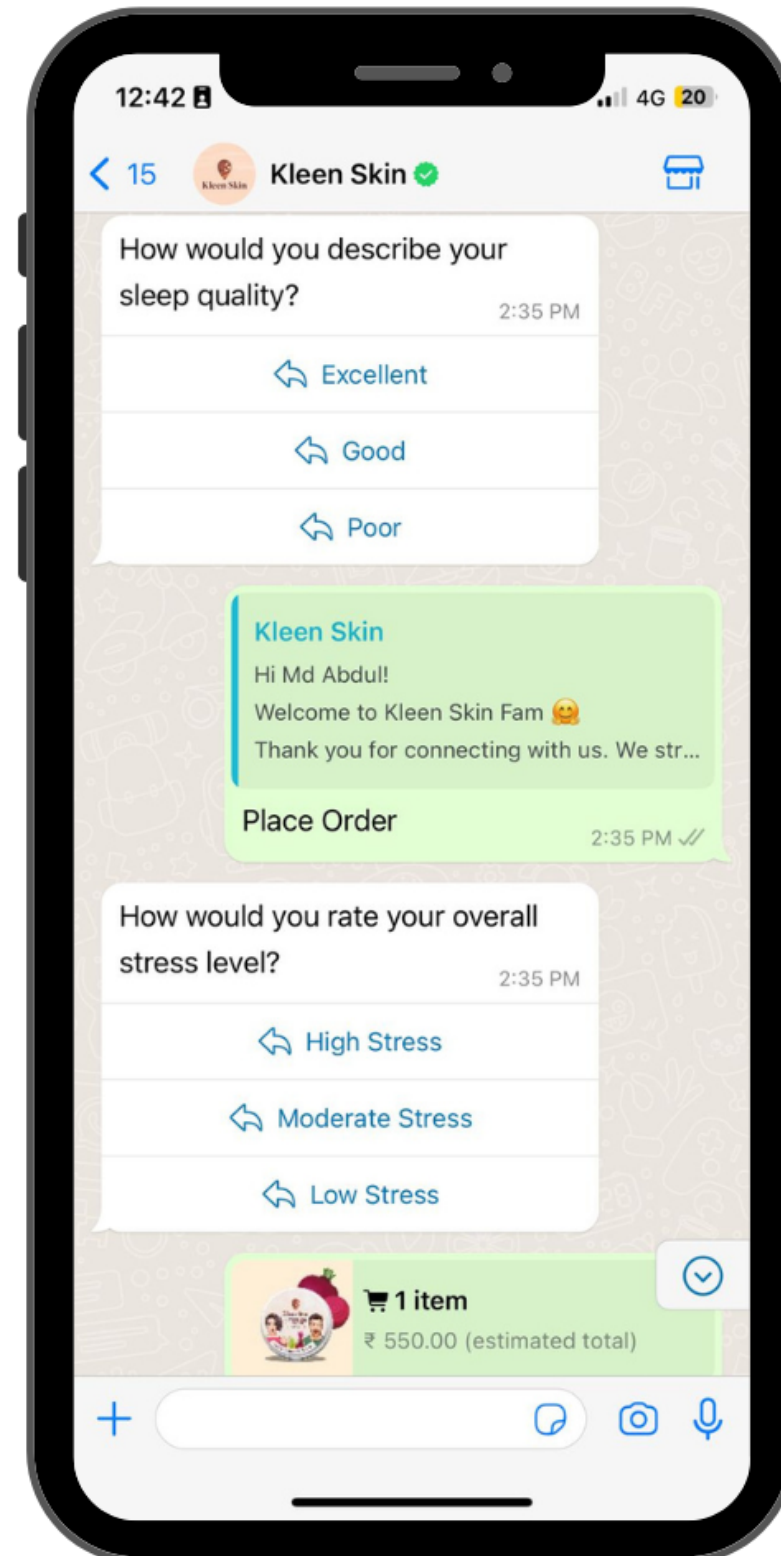 12:42
4G 20
15
Kleen Skin
Kleen Skin
How would you describe your
sleep quality?
2:35 PM
Excellent
Good
Poor
Kleen Skin
Hi Md Abdul!
Welcome to Kleen Skin Fam 🤗
Thank you for connecting with us. We str...
Place Order
2:35 PM
How would you rate your overall
stress level?
2:35 PM
High Stress
Moderate Stress
Low Stress
1 item
₹ 550.00 (estimated total)